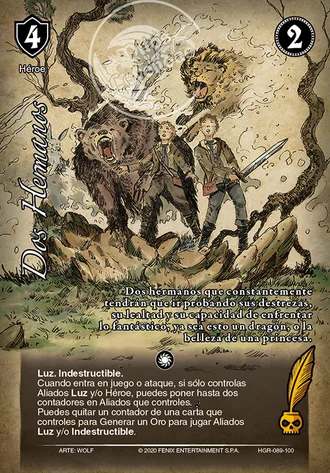 4
2
Héroe
Dos Hemanos
Dos hermanos que constantemente
tendrán que ir probando sus destrezas,
su lealtad y su capacidad de enfrentar
lo fantástico, ya sea esto un dragón, o la
belleza de una princesa.
Luz. Indestructible.
Cuando entra en juego o ataque, si sólo controlas
Aliados Luz y/o Héroe, puedes poner hasta dos
contadores en Aliados que controles.
Puedes quitar un contador de una carta que
controles para Generar un Oro para jugar Aliados
Luz y/o Indestructible.
ARTE: WOLF
© 2020 FENIX ENTERTAINMENT S.P.A.
HGR-089-100